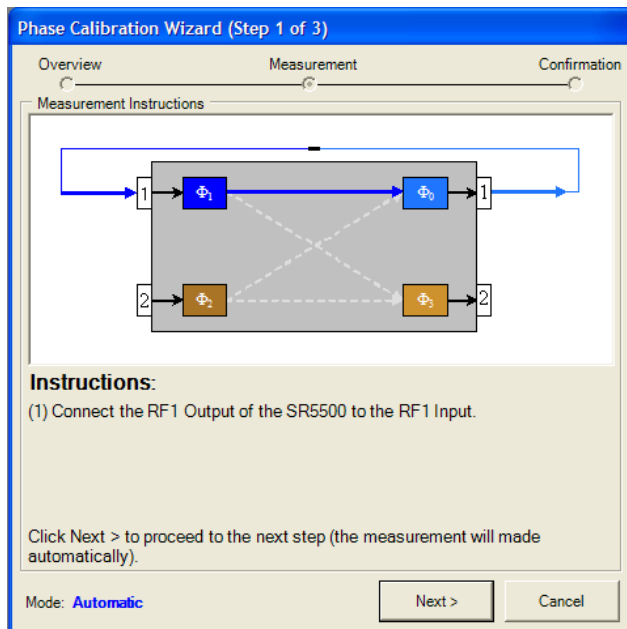 Phase Calibration Wizard (Step 1 of 3)
Overview Measurement Confirmation
Measurement Instructions
1 Φ1 Φ0 1
2 Φ2 Φ3 2
Instructions:
(1) Connect the RF1 Output of the SR5500 to the RF1 Input.
Click Next > to proceed to the next step (the measurement will made
automatically).
Mode: Automatic Next > Cancel